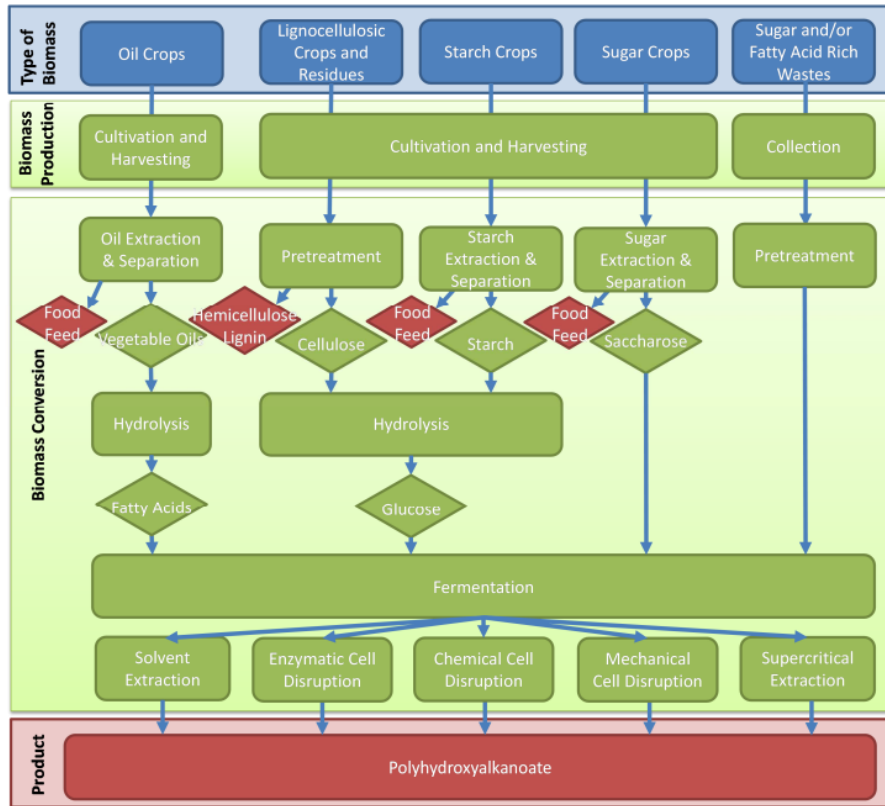 Type of
Biomass
Oil Crops
Lignocellulosic
Crops and
Residues
Starch Crops
Sugar Crops
Sugar and/or
Fatty Acid Rich
Wastes
Biomass
Production
Cultivation and
Harvesting
Cultivation and Harvesting
Collection
Biomass Conversion
Oil Extraction
& Separation
Pretreatment
Starch
Extraction &
Separation
Sugar
Extraction &
Separation
Pretreatment
Food
Feed
Vegetable Oils
Hemicellulose
Lignin
Cellulose
Food
Feed
Starch
Food
Feed
Saccharose
Hydrolysis
Hydrolysis
Fatty Acids
Glucose
Fermentation
Solvent
Extraction
Enzymatic Cell
Disruption
Chemical Cell
Disruption
Mechanical
Cell Disruption
Supercritical
Extraction
Product
Polyhydroxyalkanoate